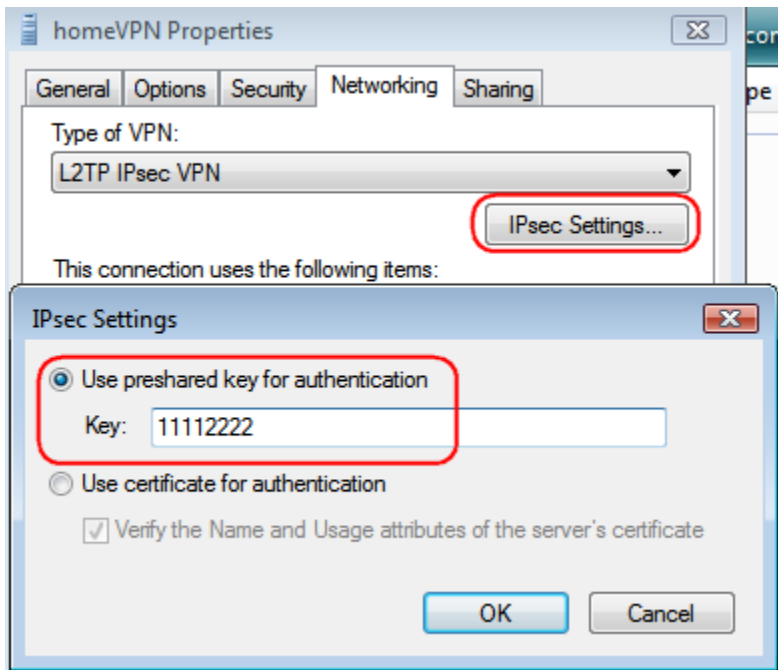 homeVPN Properties
General Options Security Networking Sharing
Type of VPN:
L2TP IPsec VPN
IPsec Settings...
This connection uses the following items:
IPsec Settings
Use preshared key for authentication
Key: 11112222
Use certificate for authentication
Verify the Name and Usage attributes of the server's certificate
OK Cancel